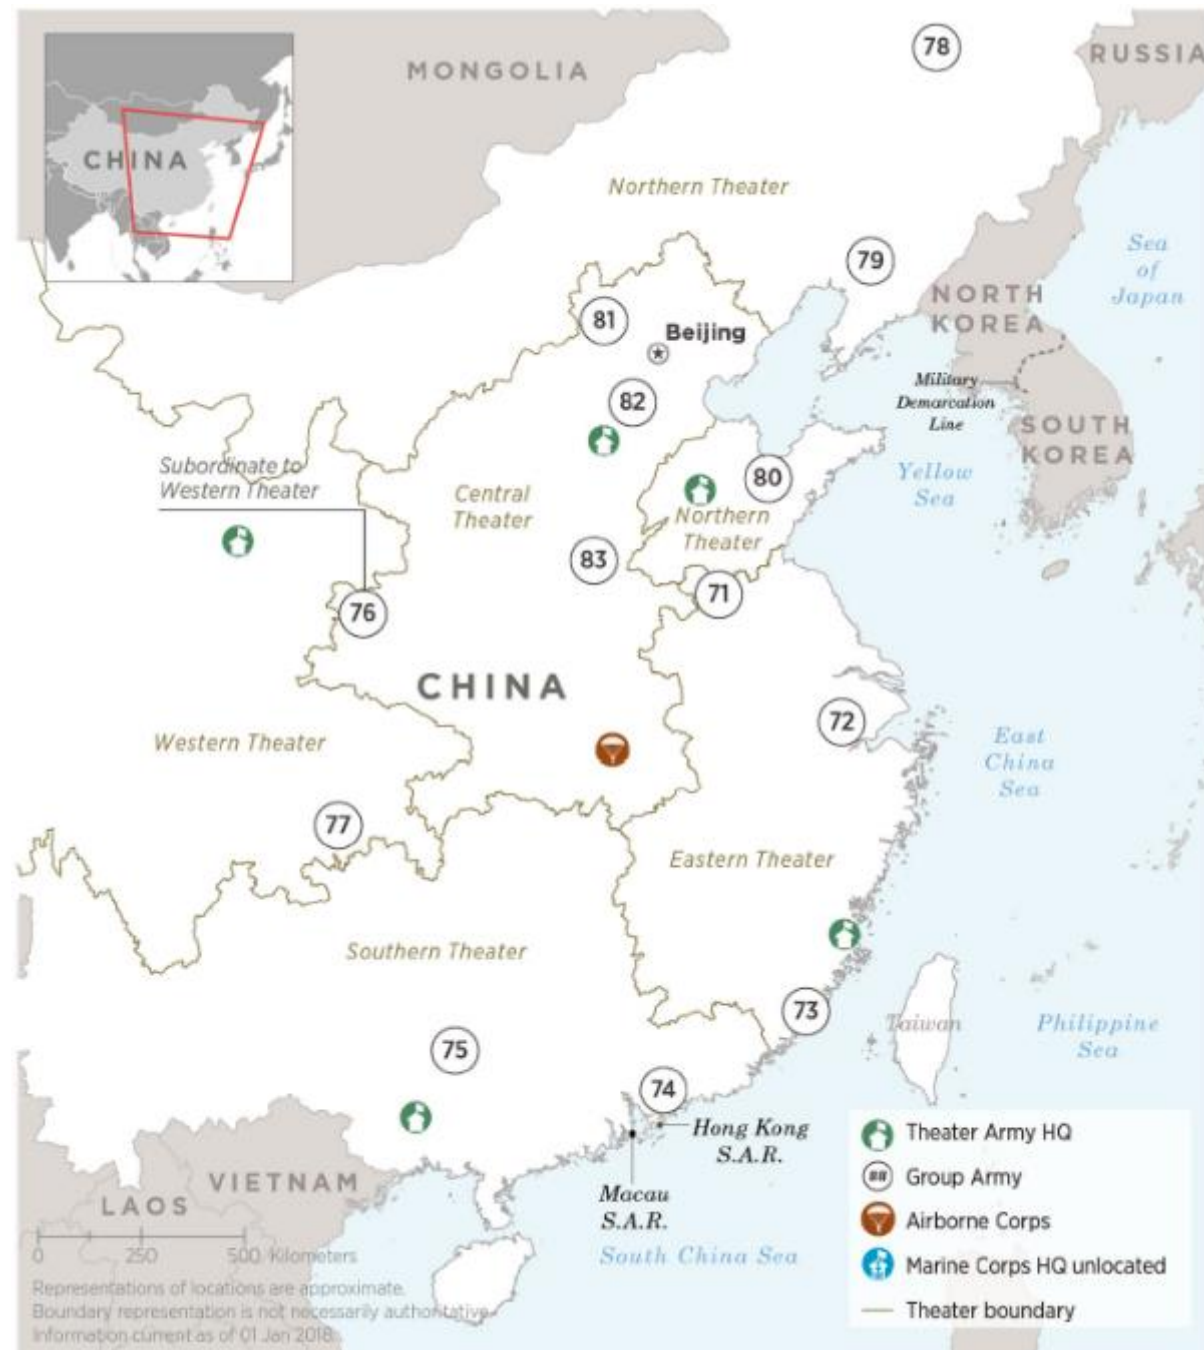 MONGOLIA
78
RUSSIA
CHINA
Northern Theater
Sea
of
Japan
79
NORTH
KOREA
81
Beijing
Military
Demarcation
Line
82
SOUTH
KOREA
Subordinate to
Western Theater
Central
Theater
80
Yellow
Sea
Northern
Theater
83
71
76
CHINA
72
Western Theater
East
China
Sea
77
Eastern Theater
Southern Theater
73
Taiwan
Philippine
Sea
75
74
Hong Kong
S.A.R.
Macau
S.A.R.
VIETNAM
LAOS
South China Sea
0 250 500 Kilometers
Representations of locations are approximate.
Boundary representation is not necessarily authoritative.
Information current as of 01 Jan 2018.
Theater Army HQ
## Group Army
Airborne Corps
Marine Corps HQ unlocated
Theater boundary